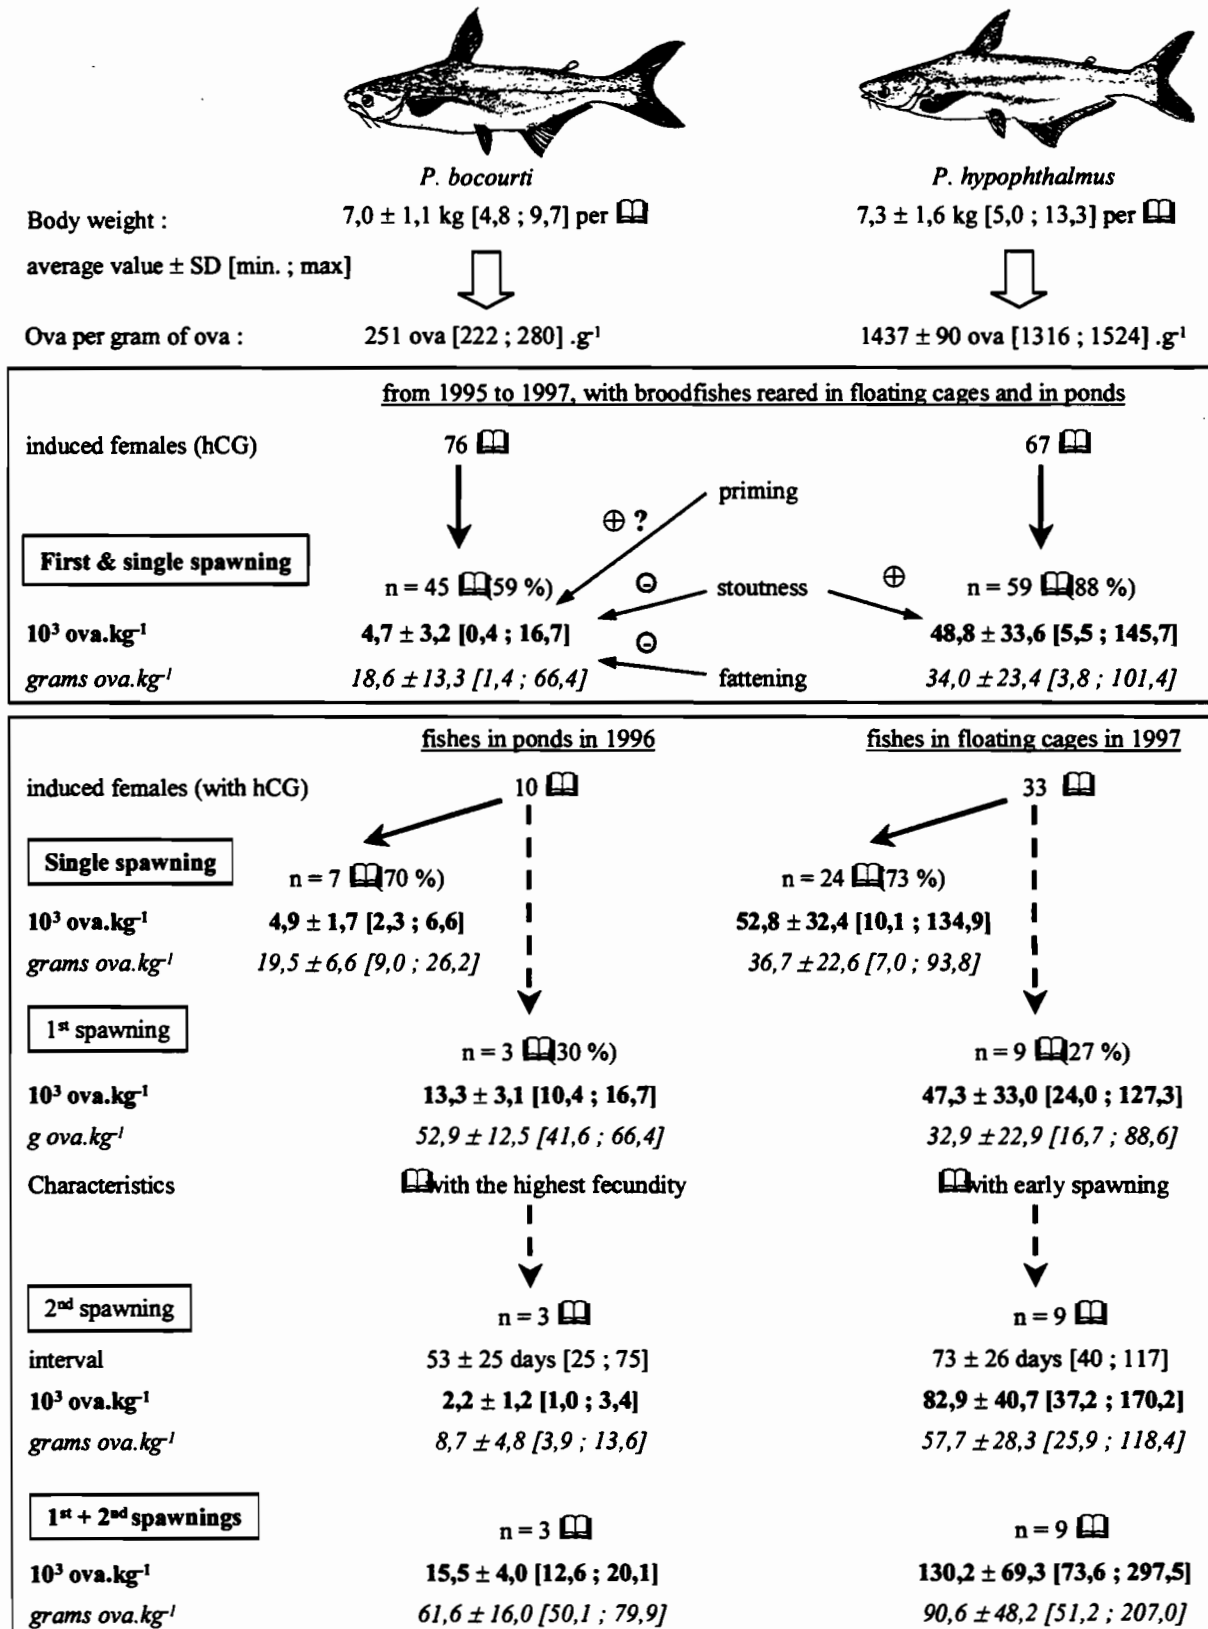 P. bocourti P. hypophthalmus
Body weight : 7,0 ± 1,1 kg [4,8 ; 9,7] per 🕮 7,3 ± 1,6 kg [5,0 ; 13,3] per 🕮
average value ± SD [min. ; max]
Ova per gram of ova : 251 ova [222 ; 280] .g⁻¹ 1437 ± 90 ova [1316 ; 1524] .g⁻¹
from 1995 to 1997, with broodfishes reared in floating cages and in ponds
induced females (hCG) 76 🕮 67 🕮
priming
⊕ ?
First & single spawning
n = 45 🕮(59 %) ⊖ stoutness ⊕ n = 59 🕮(88 %)
10³ ova.kg⁻¹ 4,7 ± 3,2 [0,4 ; 16,7] ⊖ 48,8 ± 33,6 [5,5 ; 145,7]
grams ova.kg⁻¹ 18,6 ± 13,3 [1,4 ; 66,4] fattening 34,0 ± 23,4 [3,8 ; 101,4]
fishes in ponds in 1996 fishes in floating cages in 1997
induced females (with hCG) 10 🕮 33 🕮
Single spawning
n = 7 🕮(70 %) n = 24 🕮(73 %)
10³ ova.kg⁻¹ 4,9 ± 1,7 [2,3 ; 6,6] 52,8 ± 32,4 [10,1 ; 134,9]
grams ova.kg⁻¹ 19,5 ± 6,6 [9,0 ; 26,2] 36,7 ± 22,6 [7,0 ; 93,8]
1ˢᵗ spawning
n = 3 🕮(30 %) n = 9 🕮(27 %)
10³ ova.kg⁻¹ 13,3 ± 3,1 [10,4 ; 16,7] 47,3 ± 33,0 [24,0 ; 127,3]
g ova.kg⁻¹ 52,9 ± 12,5 [41,6 ; 66,4] 32,9 ± 22,9 [16,7 ; 88,6]
Characteristics 🕮with the highest fecundity 🕮with early spawning
2ⁿᵈ spawning n = 3 🕮 n = 9 🕮
interval 53 ± 25 days [25 ; 75] 73 ± 26 days [40 ; 117]
10³ ova.kg⁻¹ 2,2 ± 1,2 [1,0 ; 3,4] 82,9 ± 40,7 [37,2 ; 170,2]
grams ova.kg⁻¹ 8,7 ± 4,8 [3,9 ; 13,6] 57,7 ± 28,3 [25,9 ; 118,4]
1ˢᵗ + 2ⁿᵈ spawnings n = 3 🕮 n = 9 🕮
10³ ova.kg⁻¹ 15,5 ± 4,0 [12,6 ; 20,1] 130,2 ± 69,3 [73,6 ; 297,5]
grams ova.kg⁻¹ 61,6 ± 16,0 [50,1 ; 79,9] 90,6 ± 48,2 [51,2 ; 207,0]